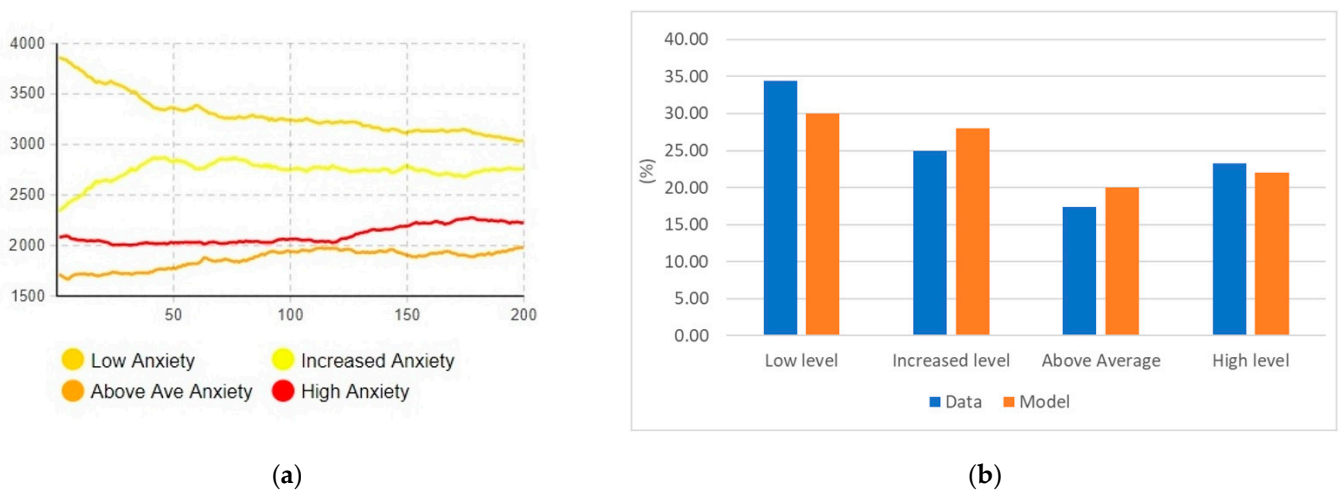 4000
3500
3000
2500
2000
1500
50 100 150 200
Low Anxiety Increased Anxiety
Above Ave Anxiety High Anxiety
(a)
40.00
35.00
30.00
25.00
20.00
15.00
10.00
5.00
0.00
(%)
Low level Increased level Above Average High level
Data Model
(b)